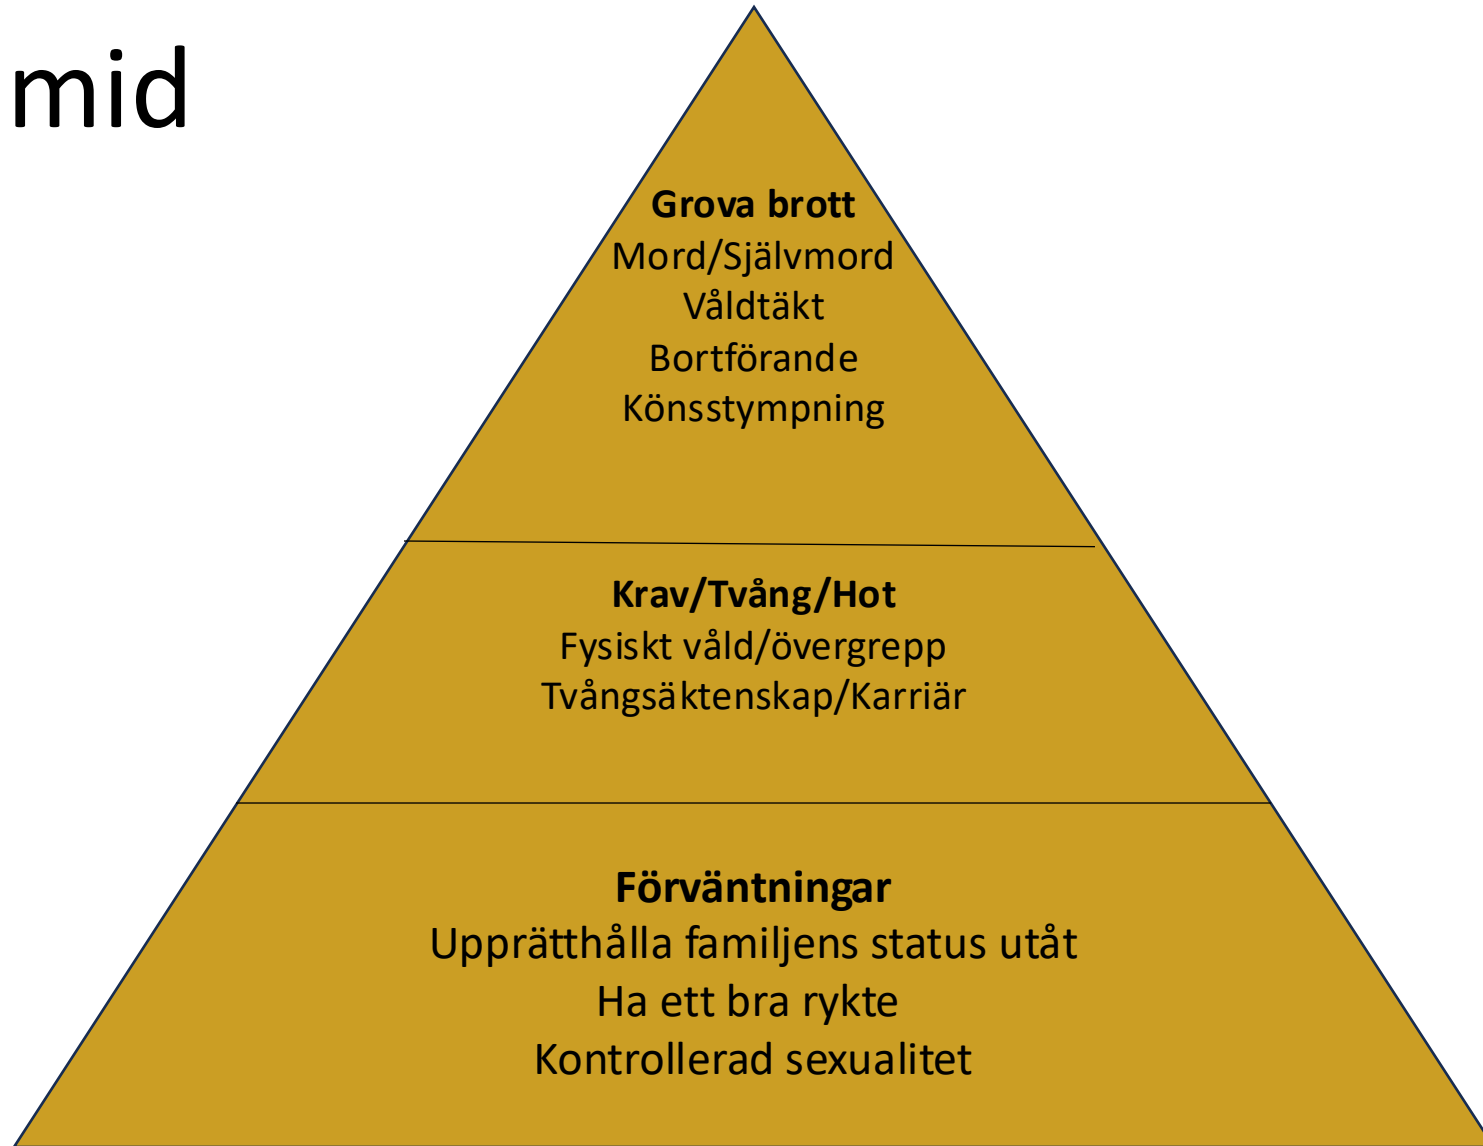 mid
Grova brott
Mord/Självmord
Våldtäkt
Bortförande
Könsstympning
Krav/Tvång/Hot
Fysiskt våld/övergrepp
Tvångsäktenskap/Karriär
Förväntningar
Upprätthålla familjens status utåt
Ha ett bra rykte
Kontrollerad sexualitet